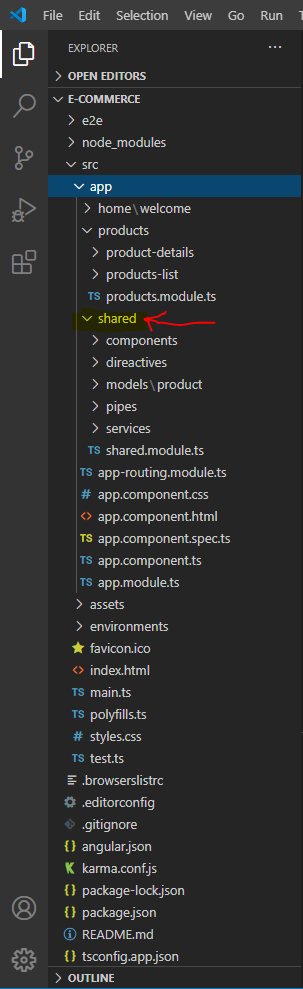 File Edit Selection View Go Run T
EXPLORER ...
OPEN EDITORS
E-COMMERCE
e2e
node_modules
src
app
home\welcome
products
product-details
products-list
TS products.module.ts
shared
components
direactives
models\product
pipes
services
TS shared.module.ts
TS app-routing.module.ts
# app.component.css
<> app.component.html
TS app.component.spec.ts
TS app.component.ts
TS app.module.ts
assets
environments
favicon.ico
<> index.html
TS main.ts
TS polyfills.ts
# styles.css
TS test.ts
.browserslistrc
.editorconfig
.gitignore
{} angular.json
K karma.conf.js
{} package-lock.json
{} package.json
README.md
{} tsconfig.app.json
OUTLINE